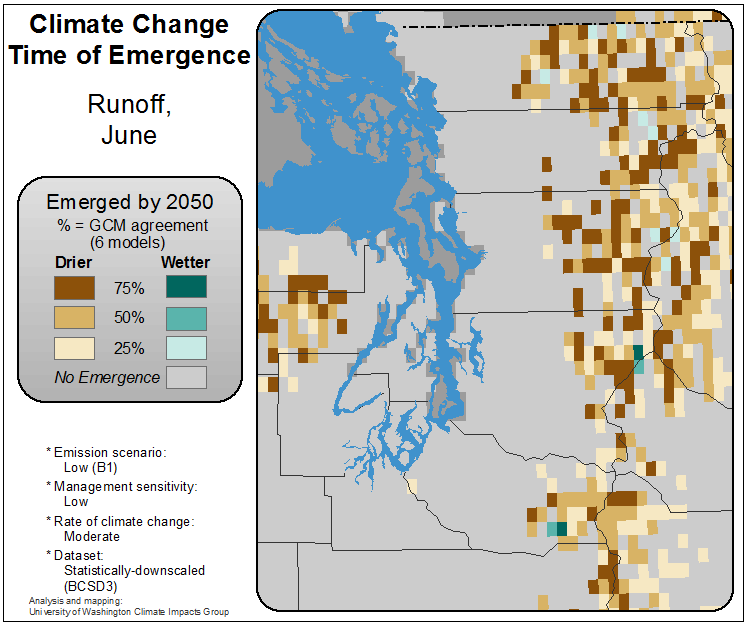 Climate Change
Time of Emergence
Runoff,
June
Emerged by 2050
% = GCM agreement
(6 models)
Drier Wetter
75%
50%
25%
No Emergence
* Emission scenario:
Low (B1)
* Management sensitivity:
Low
* Rate of climate change:
Moderate
* Dataset:
Statistically-downscaled
(BCSD3)
Analysis and mapping:
University of Washington Climate Impacts Group